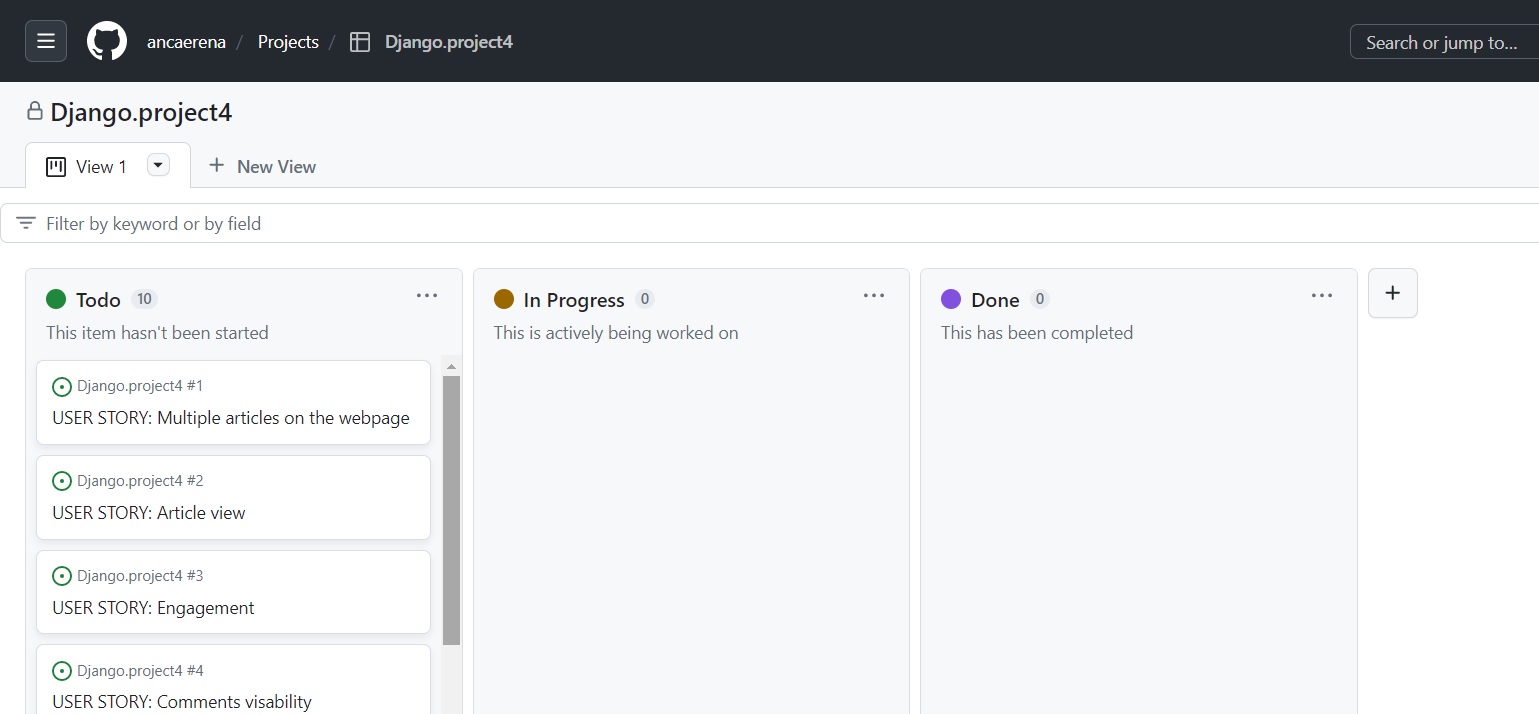 ancaerena / Projects / Django.project4
Search or jump to...
Django.project4
View 1
New View
Filter by keyword or by field
Todo 10
This item hasn't been started
Django.project4 #1
USER STORY: Multiple articles on the webpage
Django.project4 #2
USER STORY: Article view
Django.project4 #3
USER STORY: Engagement
Django.project4 #4
USER STORY: Comments visability
In Progress 0
This is actively being worked on
Done 0
This has been completed